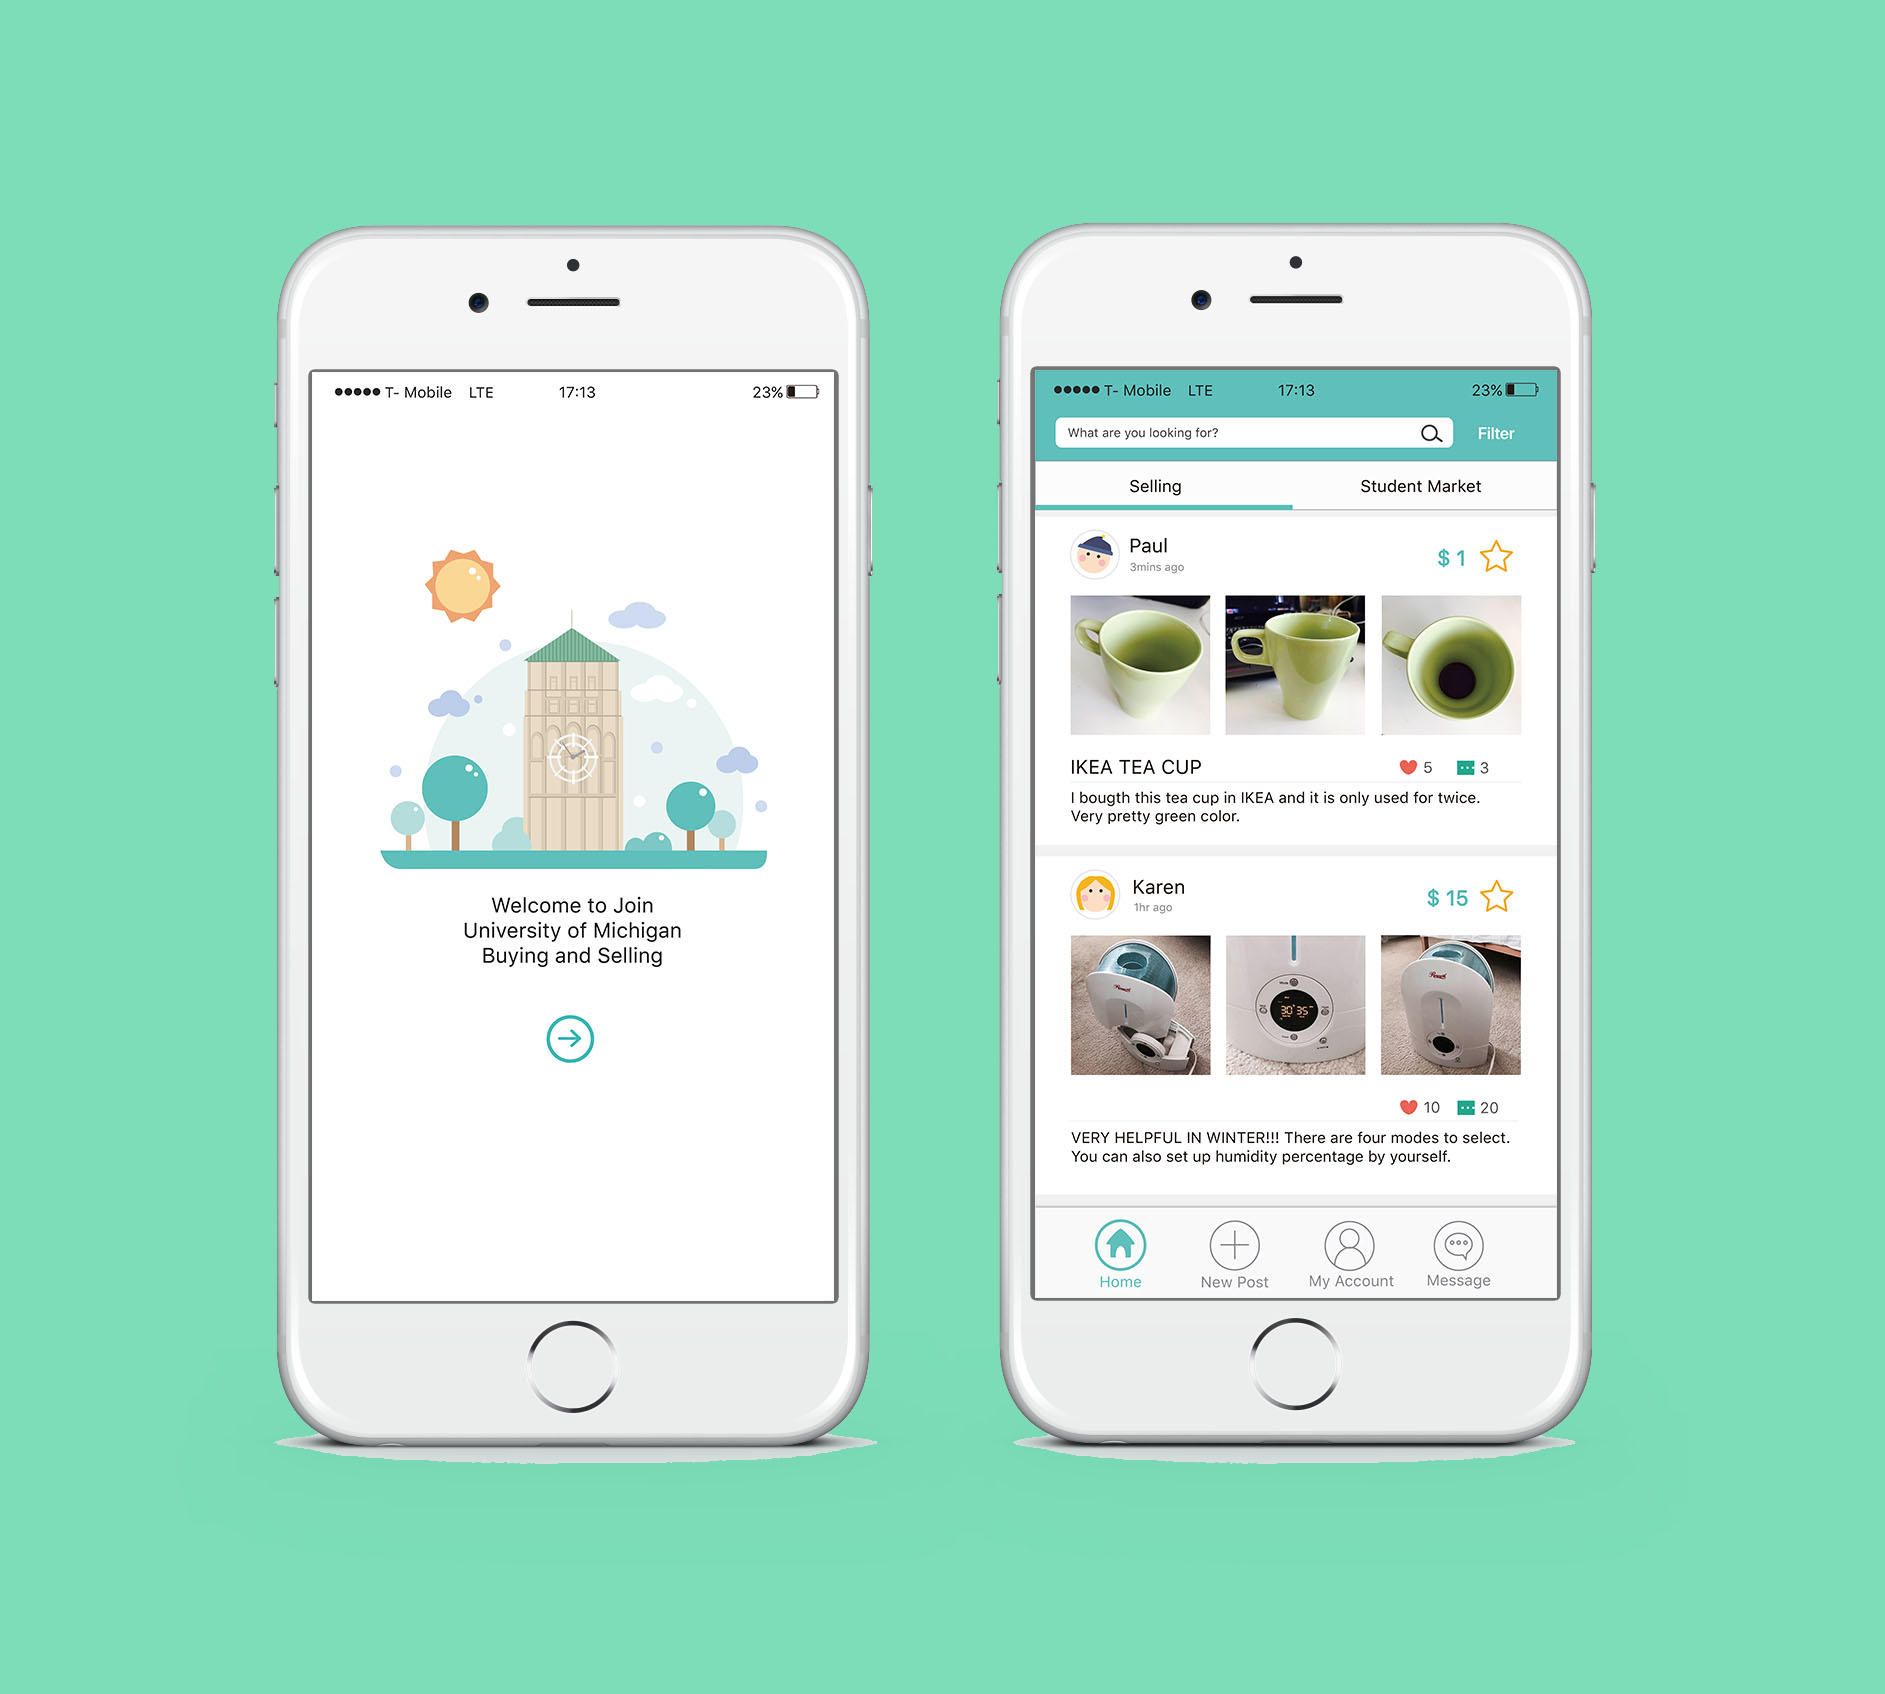 T- Mobile LTE 17:13 23%
Welcome to Join
University of Michigan
Buying and Selling
T- Mobile LTE 17:13 23%
What are you looking for? Filter
Selling Student Market
Paul
3mins ago
$ 1
IKEA TEA CUP 5 3
I bougth this tea cup in IKEA and it is only used for twice.
Very pretty green color.
Karen
1hr ago
$ 15
30 35
10 20
VERY HELPFUL IN WINTER!!! There are four modes to select.
You can also set up humidity percentage by yourself.
Home New Post My Account Message